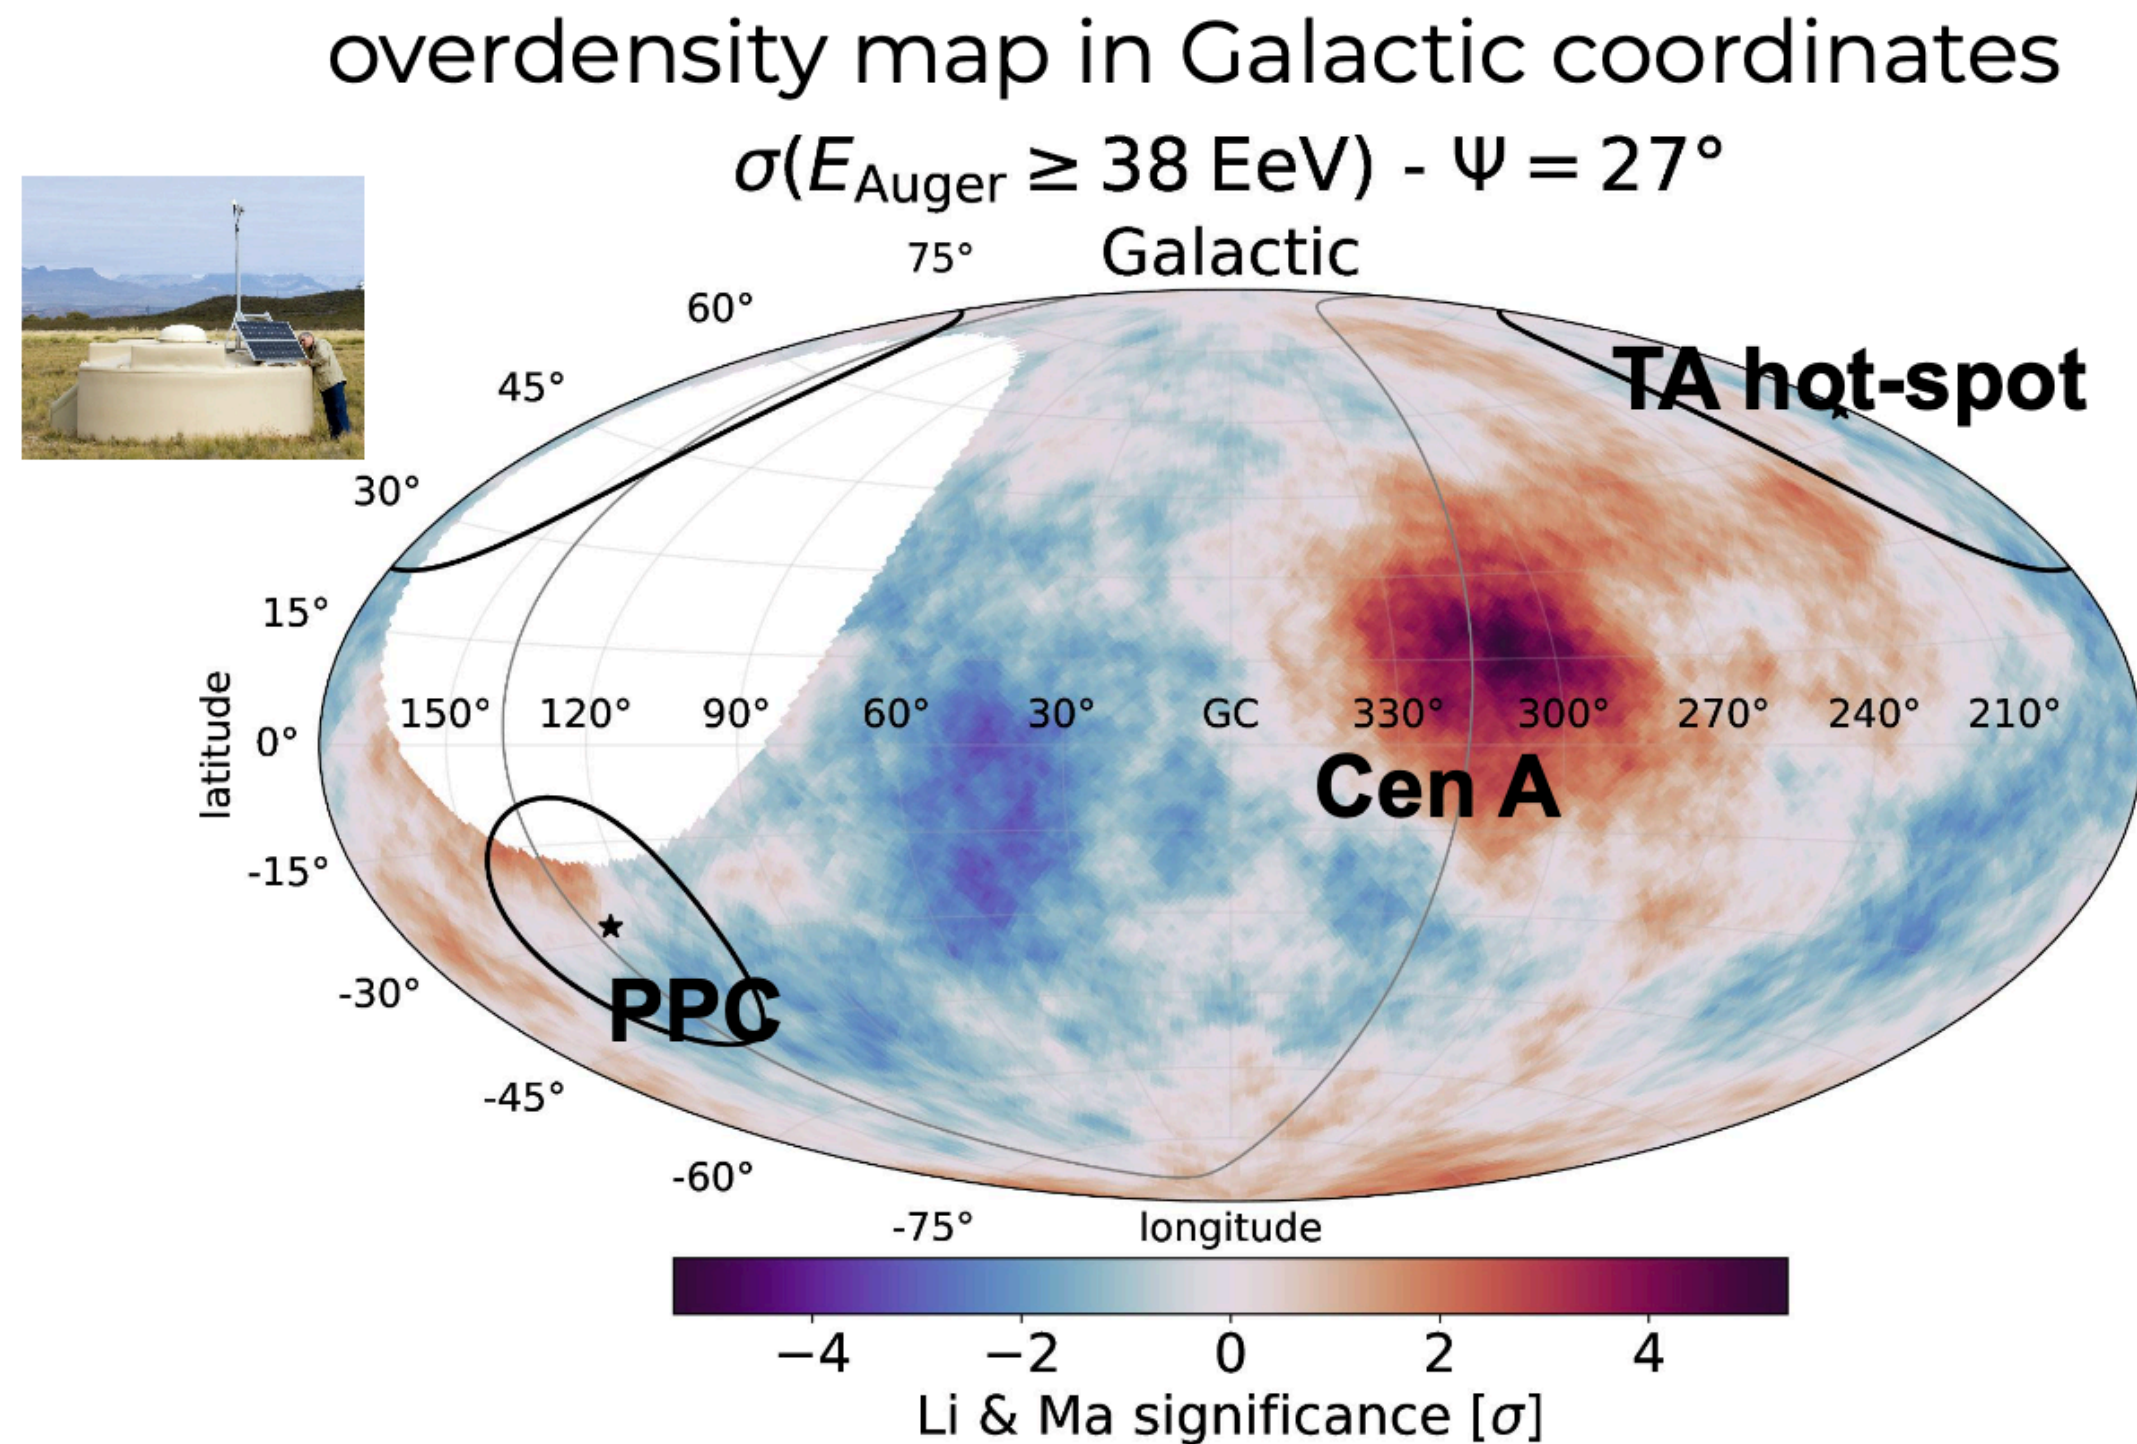 overdensity map in Galactic coordinates
σ(E_Auger ≥ 38 EeV) - Ψ = 27°
Galactic
75°
60°
45°
30°
15°
0°
-15°
-30°
-45°
-60°
-75°
latitude
TA hot-spot
150° 120° 90° 60° 30° GC 330° 300° 270° 240° 210°
Cen A
PPC
longitude
−4 −2 0 2 4
Li & Ma significance [σ]